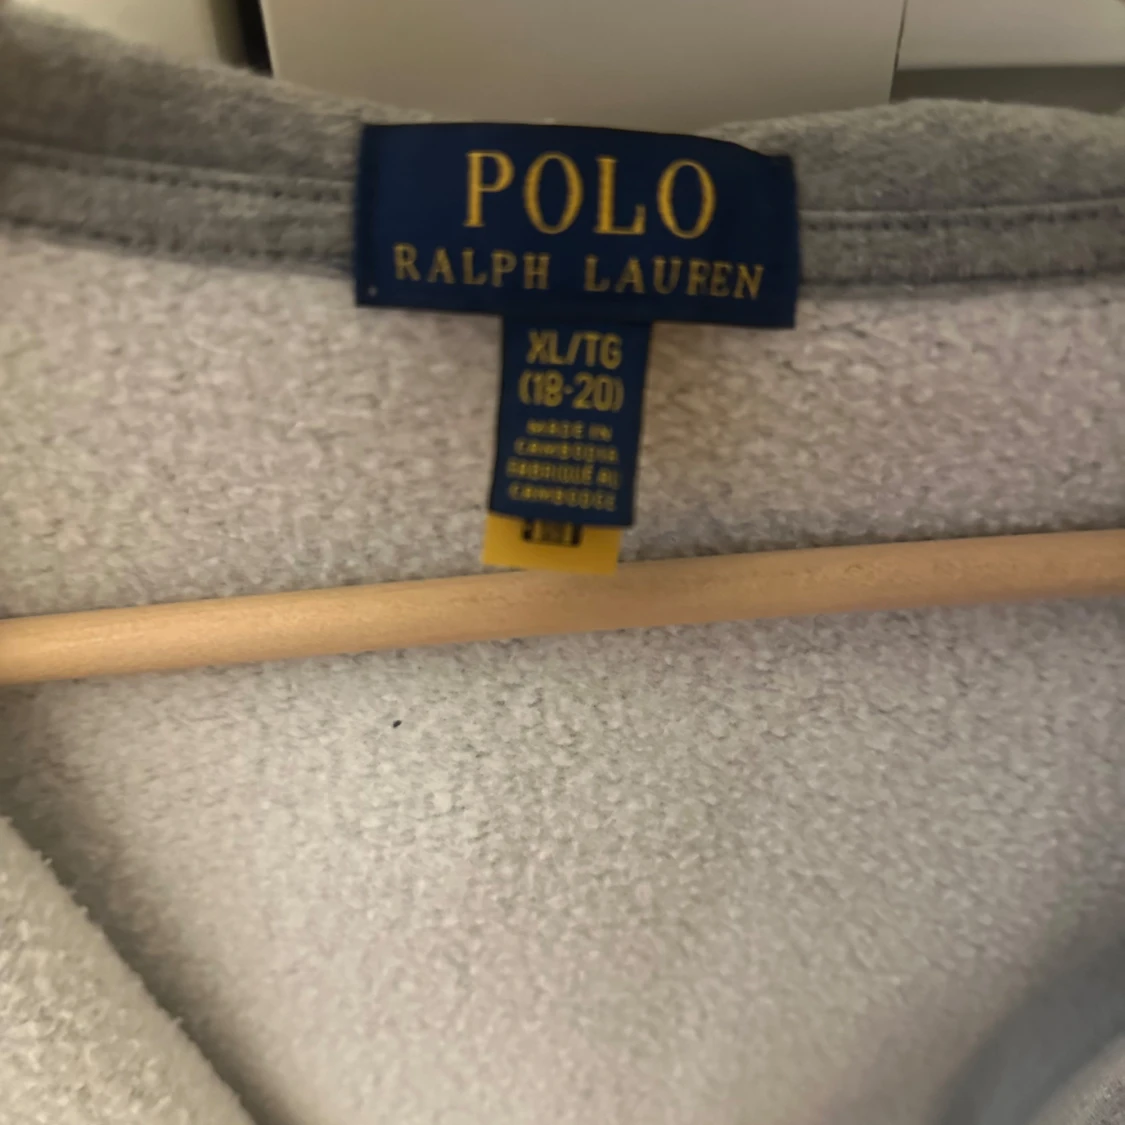 POLO
RALPH LAUREN
XL/TG
(18-20)
MADE IN
CAMBODIA
FABRIQUÉ AU
CAMBODGE